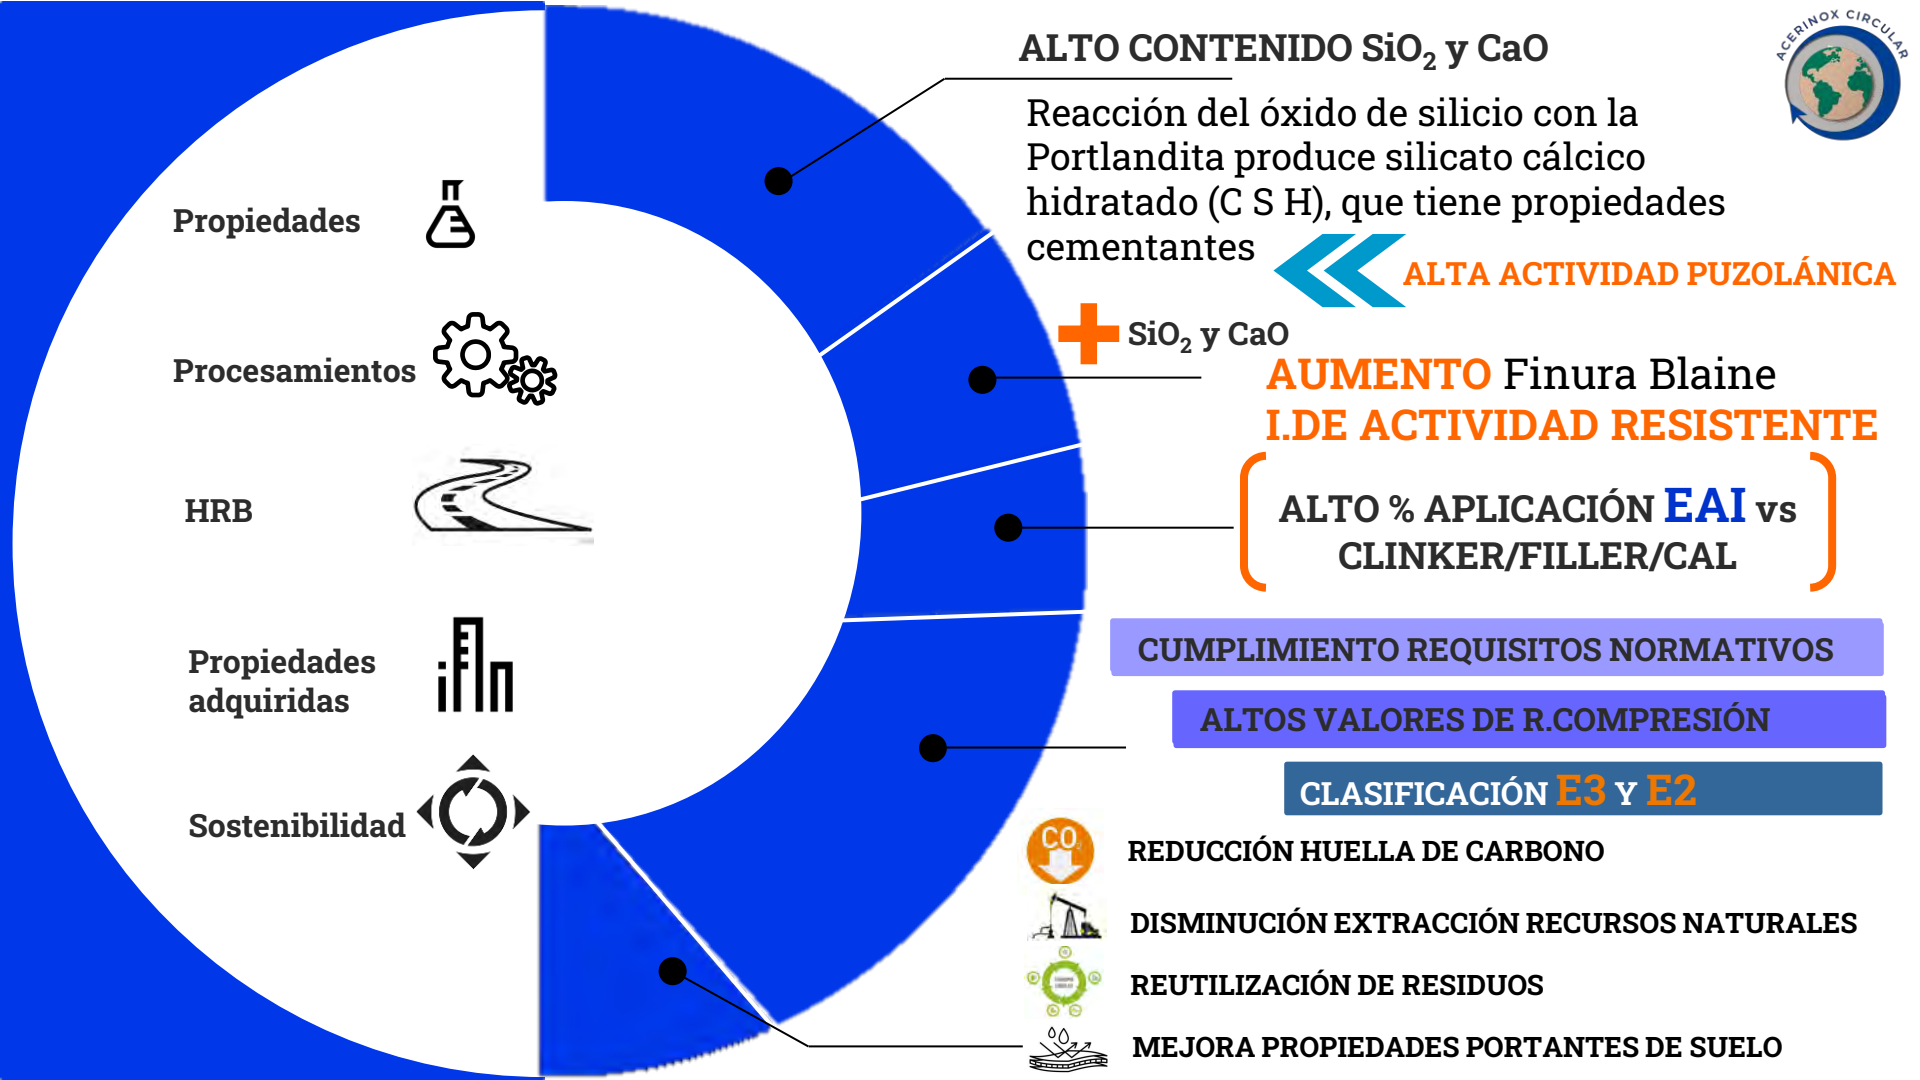 ACERINOX CIRCULAR
ALTO CONTENIDO SiO₂ y CaO
Reacción del óxido de silicio con la
Portlandita produce silicato cálcico
hidratado (C S H), que tiene propiedades
cementantes
ALTA ACTIVIDAD PUZOLÁNICA
SiO₂ y CaO
AUMENTO Finura Blaine
I.DE ACTIVIDAD RESISTENTE
ALTO % APLICACIÓN EAI vs
CLINKER/FILLER/CAL
CUMPLIMIENTO REQUISITOS NORMATIVOS
ALTOS VALORES DE R.COMPRESIÓN
CLASIFICACIÓN E3 Y E2
CO₂
REDUCCIÓN HUELLA DE CARBONO
DISMINUCIÓN EXTRACCIÓN RECURSOS NATURALES
REUTILIZACIÓN DE RESIDUOS
MEJORA PROPIEDADES PORTANTES DE SUELO
Propiedades
Procesamientos
HRB
Propiedades
adquiridas
Sostenibilidad